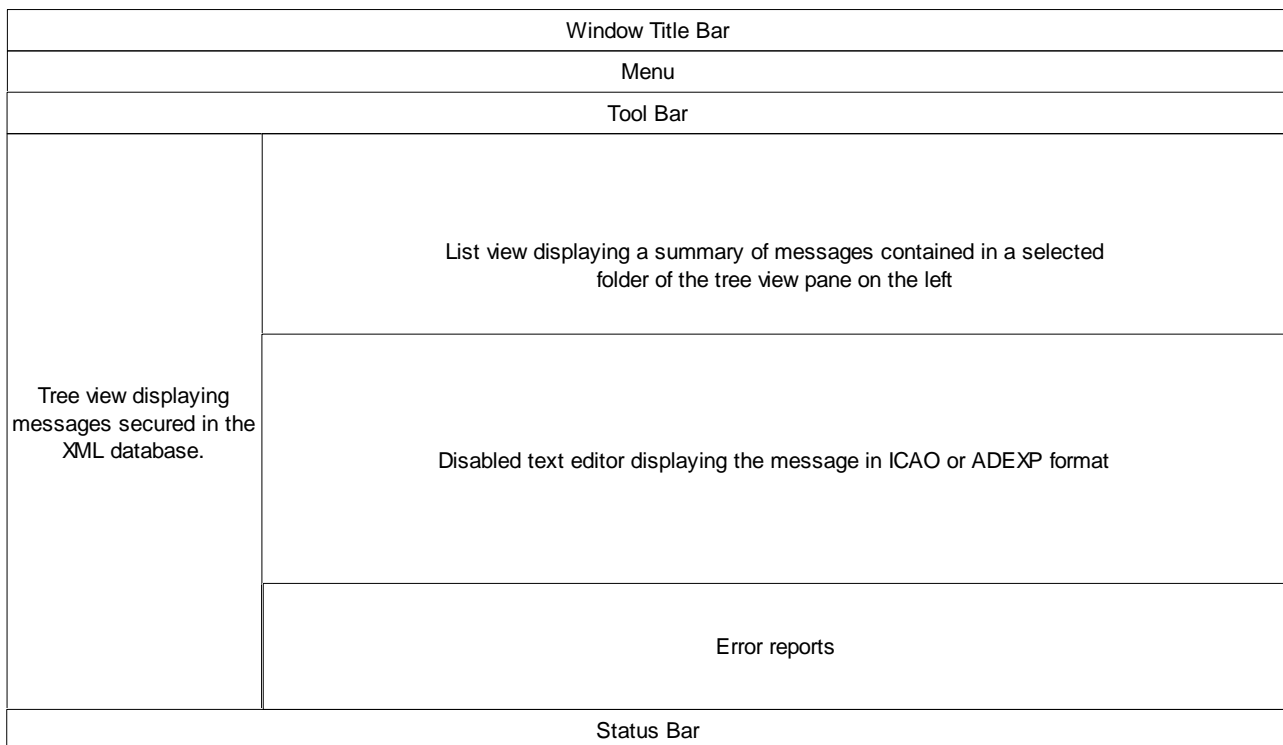 Window Title Bar
Menu
Tool Bar
List view displaying a summary of messages contained in a selected
folder of the tree view pane on the left
Tree view displaying
messages secured in the
XML database.
Disabled text editor displaying the message in ICAO or ADEXP format
Error reports
Status Bar